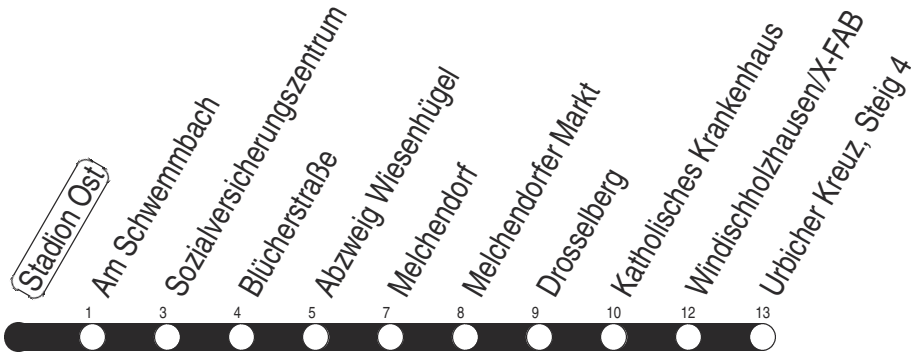 Stadion Ost
Am Schwemmbach
Sozialversicherungszentrum
Blücherstraße
Abzweig Wiesenhügel
Melchendorf
Melchendorfer Markt
Drosselberg
Katholisches Krankenhaus
Windischholzhausen/X-FAB
Urbicher Kreuz, Steig 4
1 3 4 5 7 8 9 10 12 13